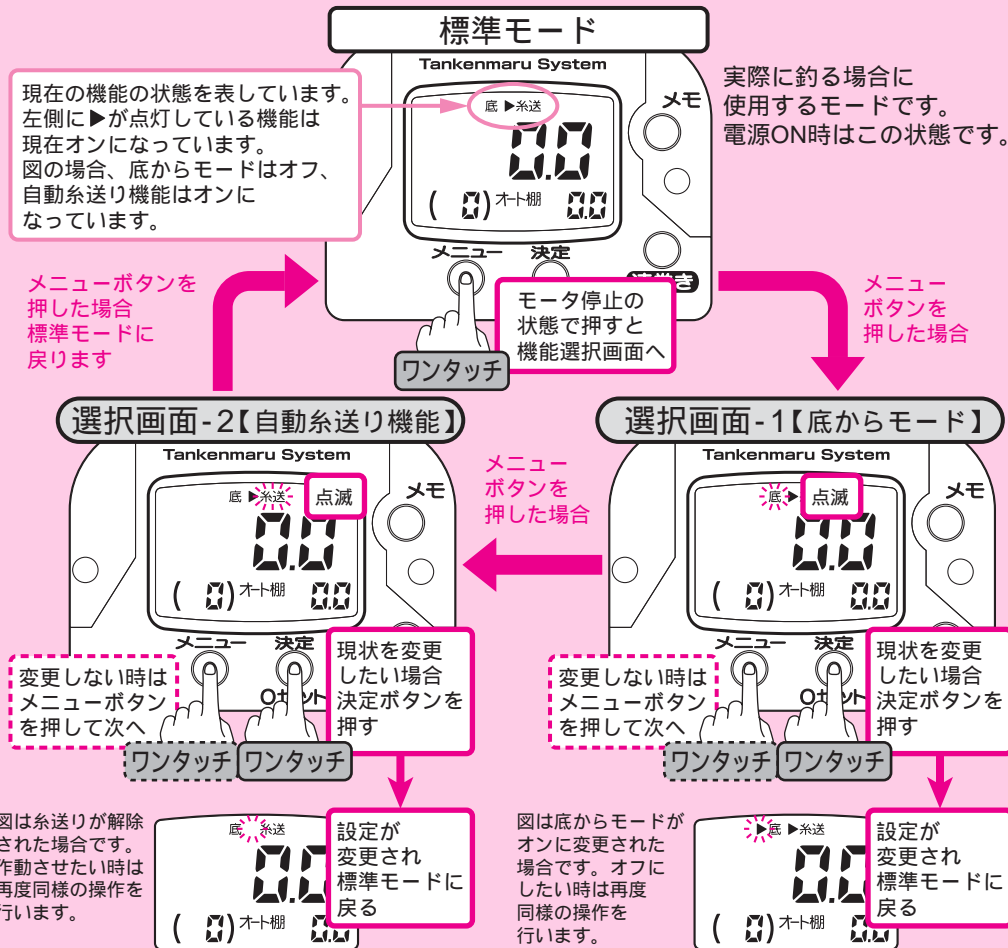 標準モード
現在の機能の状態を表しています。
左側に▶が点灯している機能は
現在オンになっています。
図の場合、底からモードはオフ、
自動糸送り機能はオンに
なっています。
Tankenmaru System
底 ▶糸送
0.0
( 0) オート棚 0.0
メモ
メニュー 決定
実際に釣る場合に
使用するモードです。
電源ON時はこの状態です。
モータ停止の
状態で押すと
機能選択画面へ
ワンタッチ
メニューボタンを
押した場合
標準モードに
戻ります
メニュー
ボタンを
押した場合
選択画面-1【底からモード】
Tankenmaru System
底 ▶
点滅
0.0
( 0) オート棚 0.0
メモ
メニュー 決定
変更しない時は
メニューボタン
を押して次へ
現状を変更
したい場合
決定ボタンを
押す
ワンタッチ
ワンタッチ
図は底からモードが
オンに変更された
場合です。オフに
したい時は再度
同様の操作を
行います。
▶底 ▶糸送
0.0
( 0) オート棚 0.0
設定が
変更され
標準モードに
戻る
メニュー
ボタンを
押した場合
選択画面-2【自動糸送り機能】
Tankenmaru System
底 ▶糸送
点滅
0.0
( 0) オート棚 0.0
メモ
メニュー 決定
変更しない時は
メニューボタン
を押して次へ
現状を変更
したい場合
決定ボタンを
押す
ワンタッチ
ワンタッチ
図は糸送りが解除
された場合です。
作動させたい時は
再度同様の操作を
行います。
底 糸送
0.0
( 0) オート棚 0.0
設定が
変更され
標準モードに
戻る